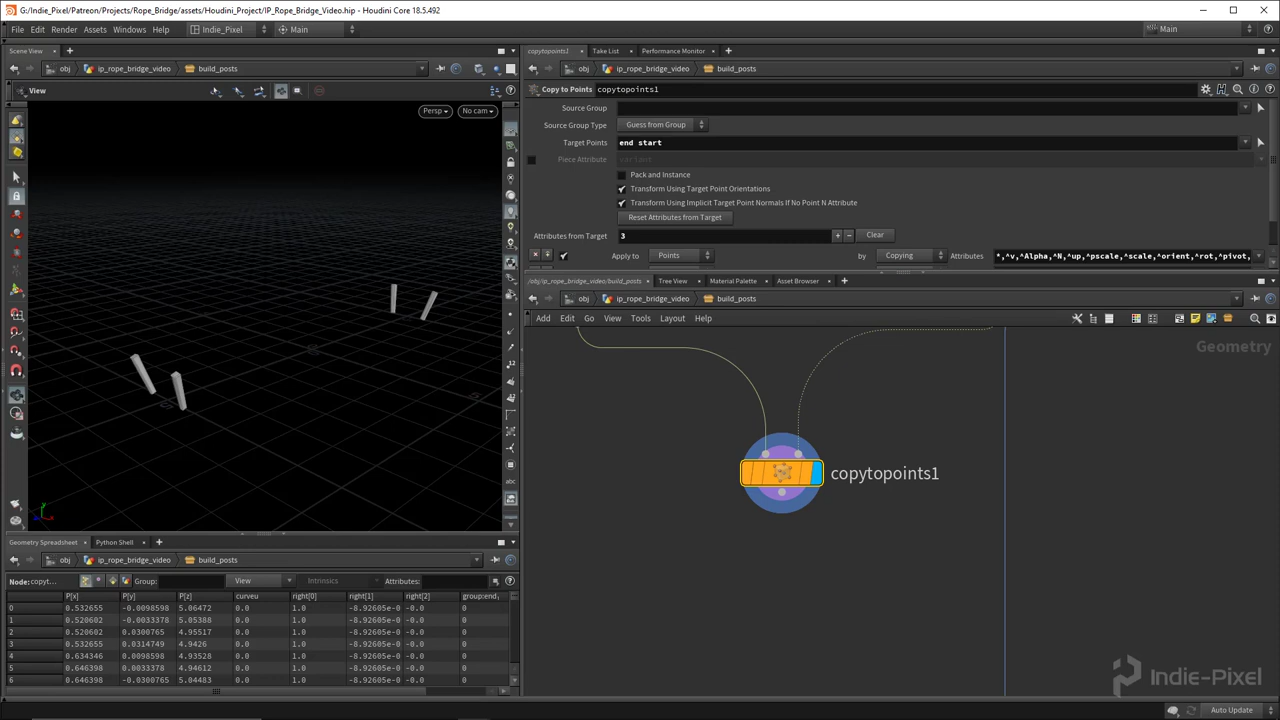 G:/Indie_Pixel/Patreon/Projects/Rope_Bridge/assets/Houdini_Project/IP_Rope_Bridge_Video.hip - Houdini Core 18.5.492
File Edit Render Assets Windows Help Indie_Pixel Main Main
Scene View
obj ip_rope_bridge_video build_posts
View
Persp No cam
copytopoints1 Take List Performance Monitor
obj ip_rope_bridge_video build_posts
Copy to Points copytopoints1
Source Group
Source Group Type Guess from Group
Target Points end start
Piece Attribute variant
Pack and Instance
Transform Using Target Point Orientations
Transform Using Implicit Target Point Normals If No Point N Attribute
Reset Attributes from Target
Attributes from Target 3 + − Clear
Apply to Points by Copying Attributes *,^v,^Alpha,^N,^up,^pscale,^scale,^orient,^rot,^pivot,
/obj/ip_rope_bridge_video/build_posts Tree View Material Palette Asset Browser
obj ip_rope_bridge_video build_posts
Add Edit Go View Tools Layout Help
Geometry
copytopoints1
Indie-Pixel
Geometry Spreadsheet Python Shell
obj ip_rope_bridge_video build_posts
Node: copyt... Group: View Intrinsics Attributes:
P[x] P[y] P[z] curveu right[0] right[1] right[2] group:end,
0 0.532655 -0.0098598 5.06472 0.0 1.0 -8.92605e-0 -0.0 0
1 0.520602 -0.0033378 5.05388 0.0 1.0 -8.92605e-0 -0.0 0
2 0.520602 0.0300765 4.95517 0.0 1.0 -8.92605e-0 -0.0 0
3 0.532655 0.0314749 4.9426 0.0 1.0 -8.92605e-0 -0.0 0
4 0.634346 0.0098598 4.93528 0.0 1.0 -8.92605e-0 -0.0 0
5 0.646398 0.0033378 4.94612 0.0 1.0 -8.92605e-0 -0.0 0
6 0.646398 -0.0300765 5.04483 0.0 1.0 -8.92605e-0 -0.0 0
Auto Update